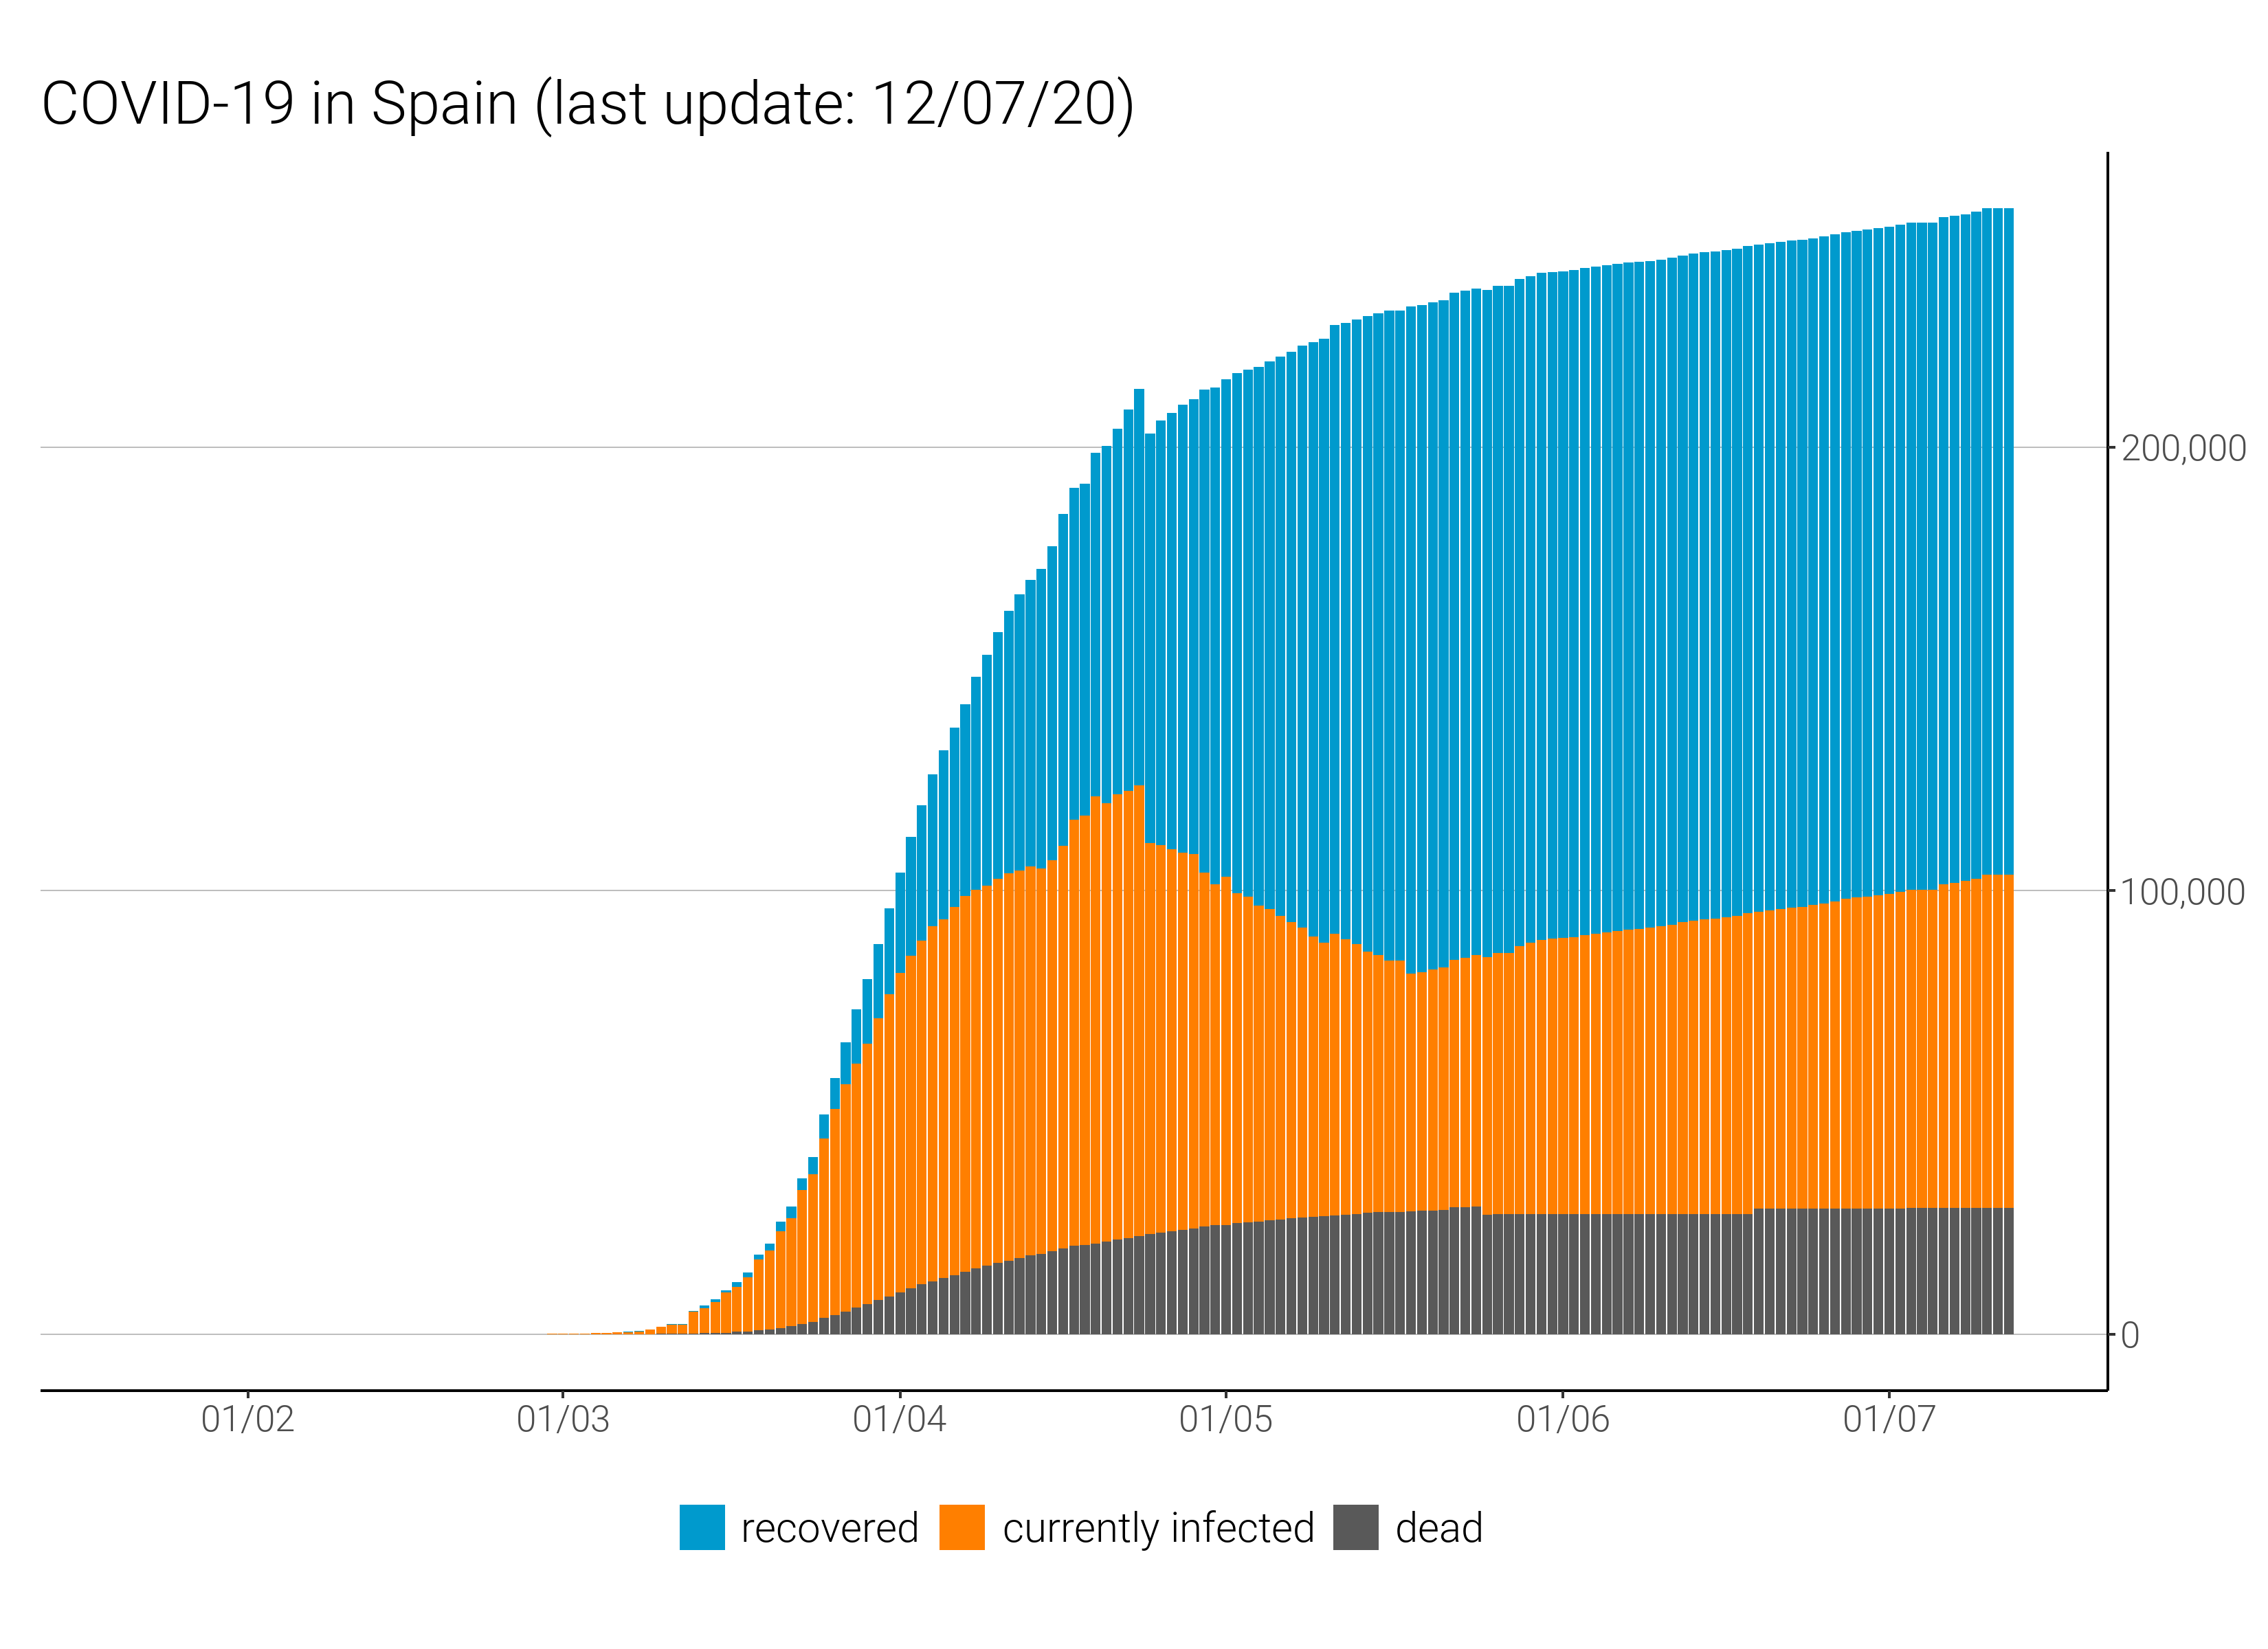 COVID-19 in Spain (last update: 12/07/20)
200,000
100,000
0
01/02 01/03 01/04 01/05 01/06 01/07
recovered currently infected dead